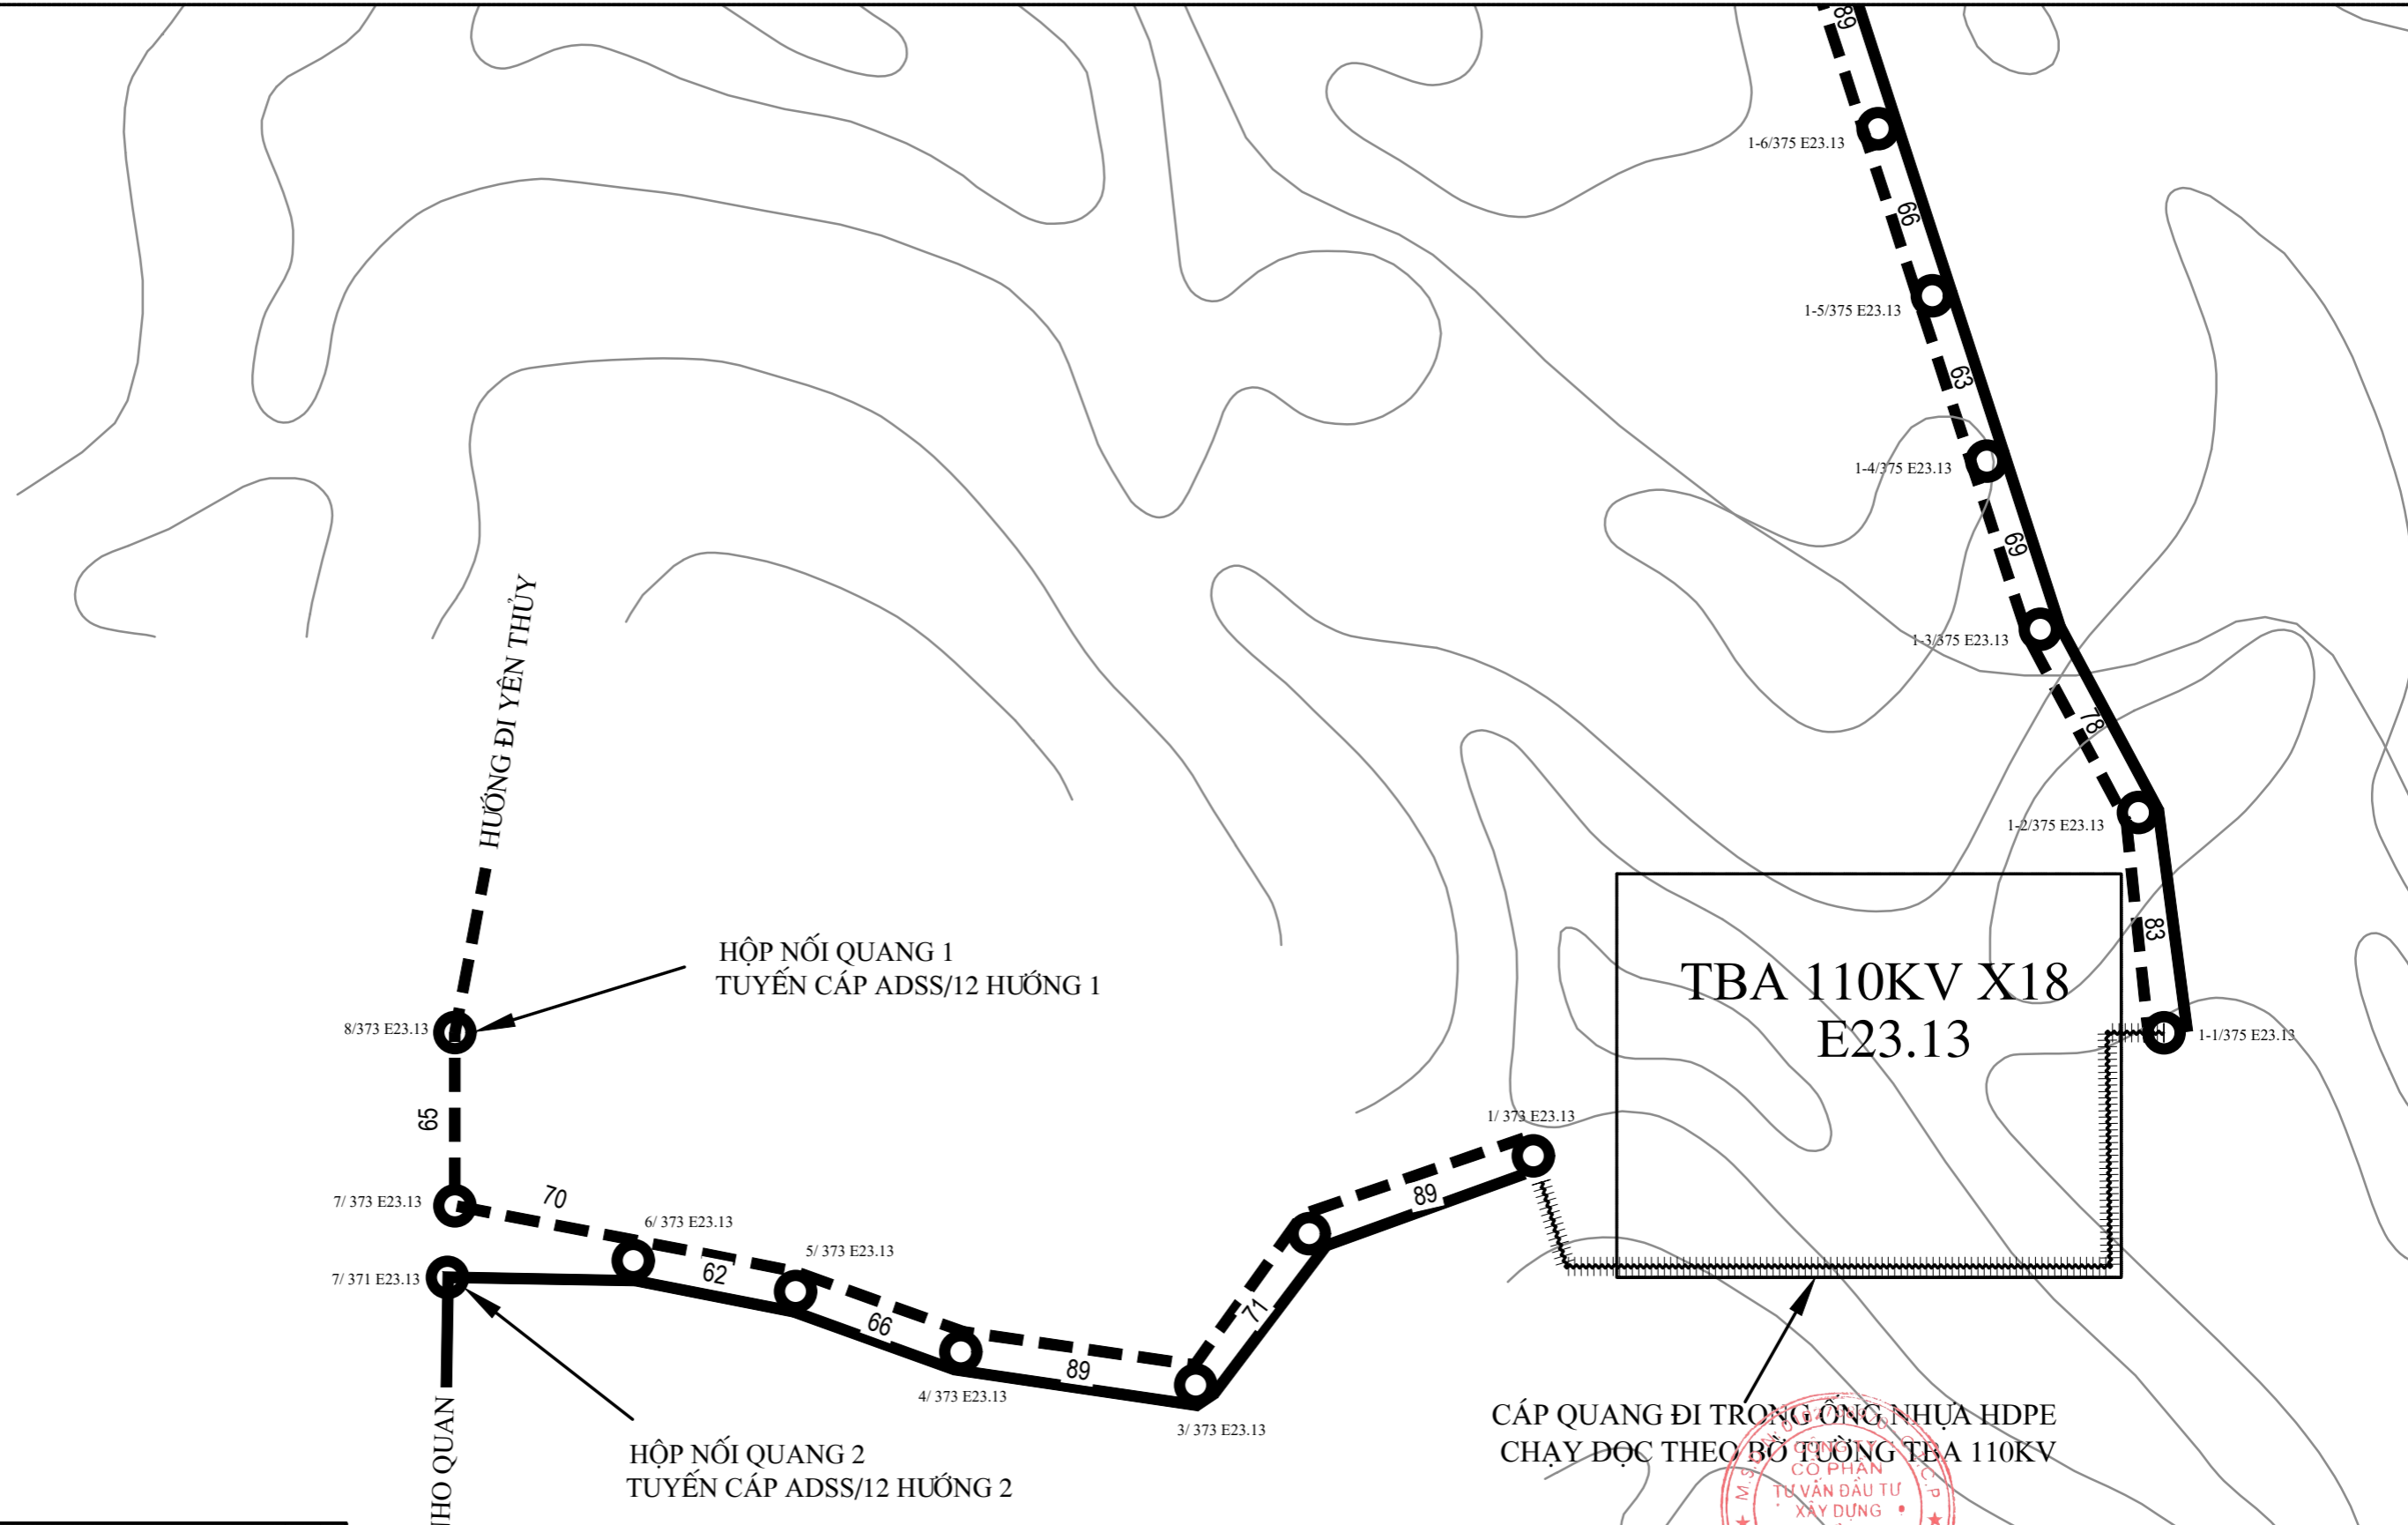 89
1-6/375 E23.13
66
1-5/375 E23.13
63
1-4/375 E23.13
69
1-3/375 E23.13
78
1-2/375 E23.13
83
1-1/375 E23.13
HƯỚNG ĐI YÊN THỦY
HỘP NỐI QUANG 1
TUYẾN CÁP ADSS/12 HƯỚNG 1
TBA 110KV X18
E23.13
8/373 E23.13
65
7/ 373 E23.13
70
6/ 373 E23.13
62
5/ 373 E23.13
66
4/ 373 E23.13
89
3/ 373 E23.13
71
89
1/ 373 E23.13
7/ 371 E23.13
NHO QUAN
HỘP NỐI QUANG 2
TUYẾN CÁP ADSS/12 HƯỚNG 2
CÁP QUANG ĐI TRONG ỐNG NHỰA HDPE
CHẠY DỌC THEO BỜ TƯỜNG TBA 110KV
CÔNG TY
CỔ PHẦN
TƯ VẤN ĐẦU TƯ
XÂY DỰNG